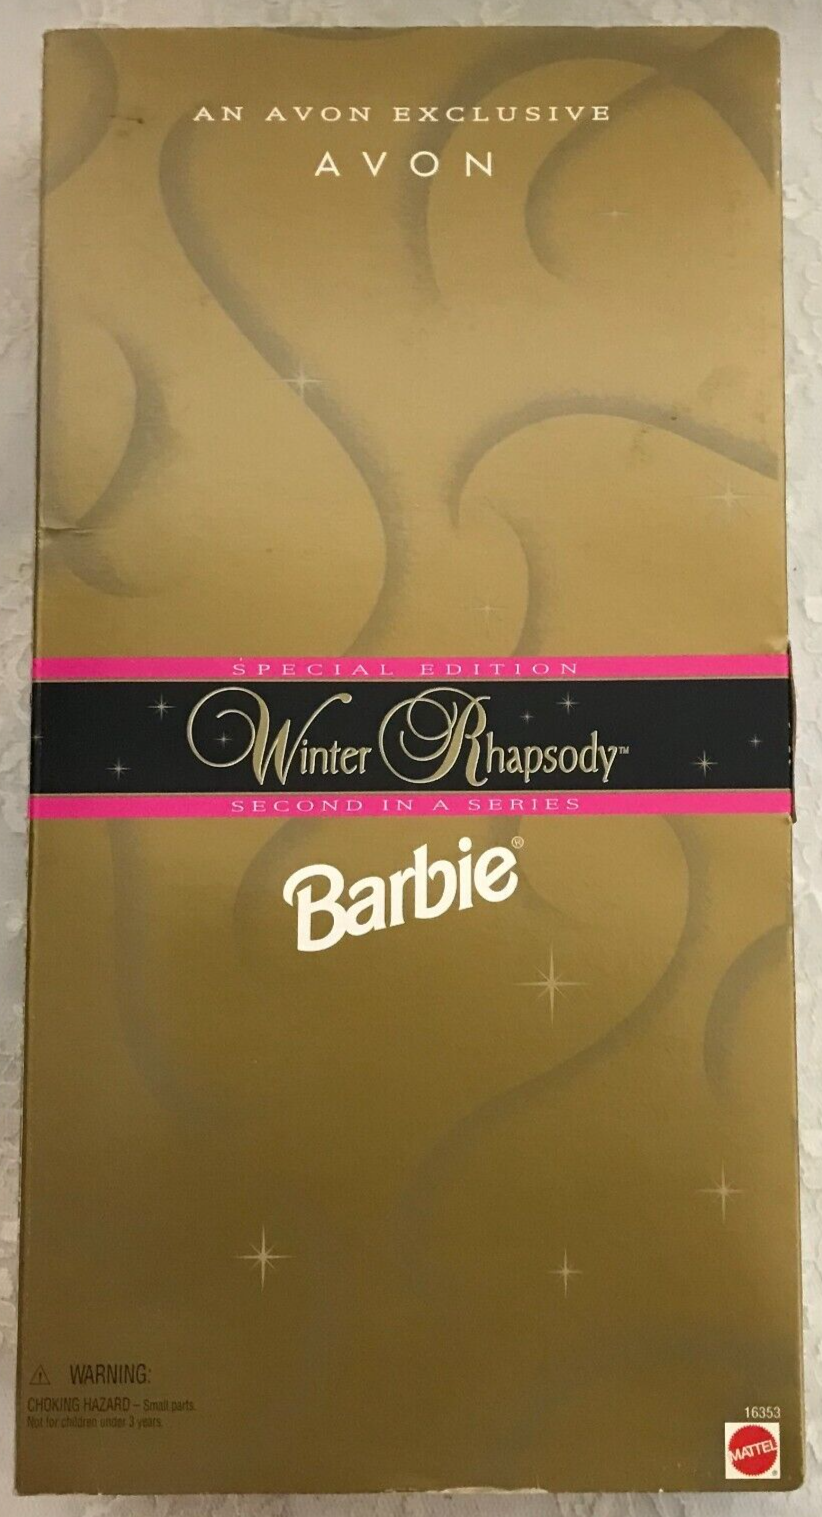 AN AVON EXCLUSIVE
AVON
SPECIAL EDITION
Winter Rhapsody™
SECOND IN A SERIES
Barbie®
⚠ WARNING:
CHOKING HAZARD – Small parts.
Not for children under 3 years.
16353
MATTEL®